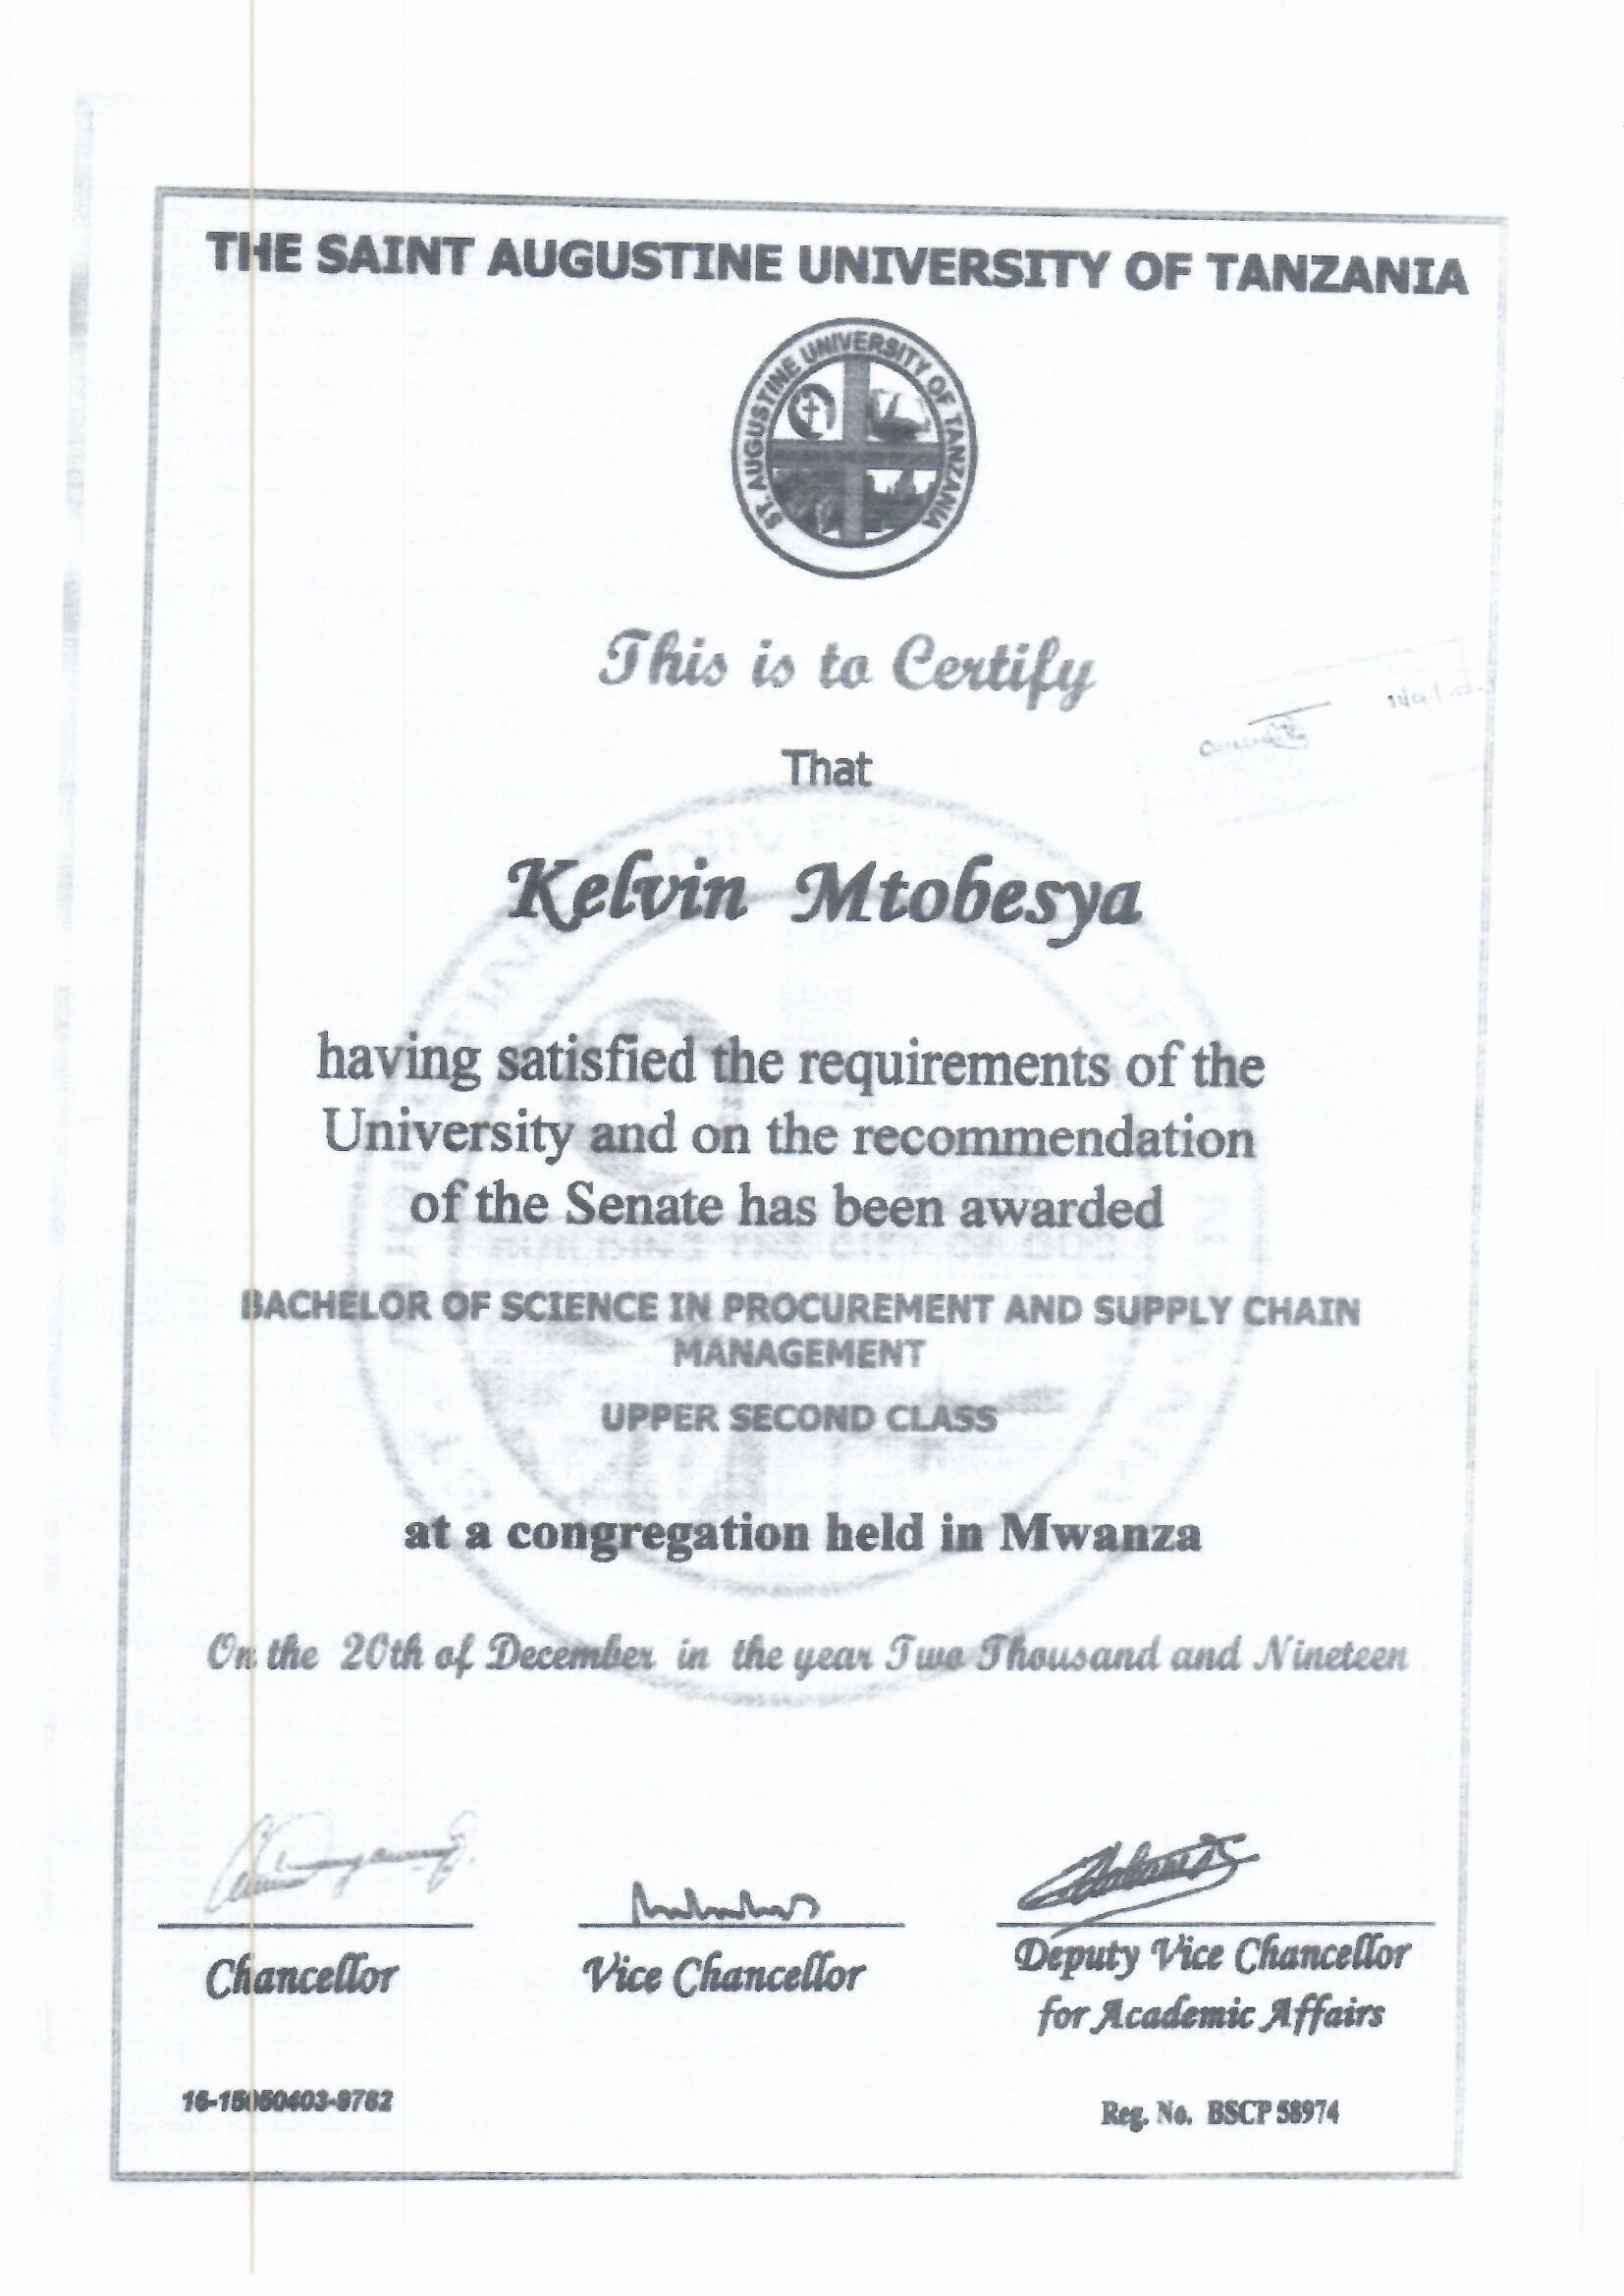 THE SAINT AUGUSTINE UNIVERSITY OF TANZANIA
ST. AUGUSTINE UNIVERSITY OF TANZANIA
This is to Certify
That
Kelvin Mtobesya
having satisfied the requirements of the
University and on the recommendation
of the Senate has been awarded
BACHELOR OF SCIENCE IN PROCUREMENT AND SUPPLY CHAIN
MANAGEMENT
UPPER SECOND CLASS
at a congregation held in Mwanza
On the 20th of December in the year Two Thousand and Nineteen
Chancellor
Vice Chancellor
Deputy Vice Chancellor
for Academic Affairs
Reg. No. BSCP 58974